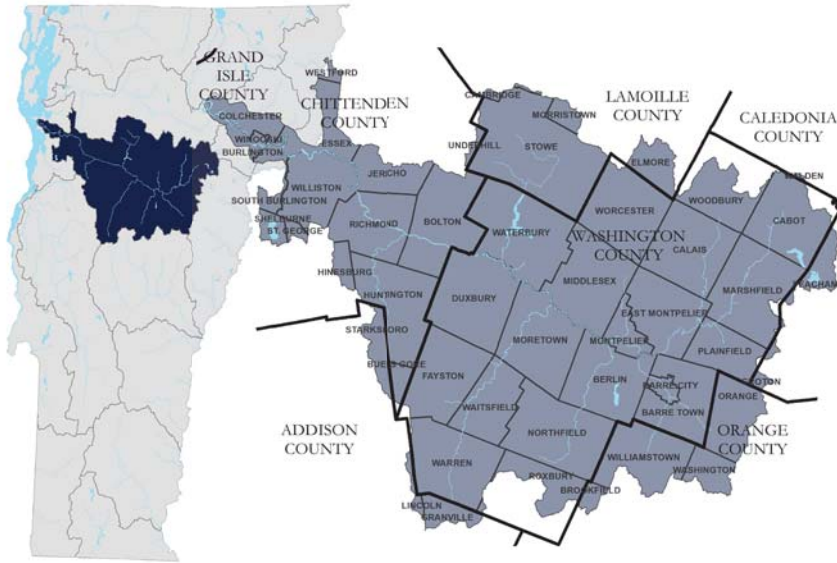 GRAND
ISLE
COUNTY
WESTFORD
CHITTENDEN
COUNTY
COLCHESTER
WINOOSKI
BURLINGTON
ESSEX
JERICHO
SOUTH BURLINGTON
WILLISTON
SHELBURNE
ST. GEORGE
RICHMOND
BOLTON
HINESBURG
HUNTINGTON
STARKSBORO
BUELS GORE
CAMBRIDGE
MORRISTOWN
UNDERHILL
STOWE
LAMOILLE
COUNTY
ELMORE
CALEDONIA
COUNTY
WALDEN
WOODBURY
CABOT
WORCESTER
WATERBURY
WASHINGTON
COUNTY
CALAIS
MIDDLESEX
MARSHFIELD
PEACHAM
DUXBURY
EAST MONTPELIER
MORETOWN
MONTPELIER
PLAINFIELD
FAYSTON
BERLIN
BARRE CITY
GROTON
ORANGE
BARRE TOWN
WAITSFIELD
ADDISON
COUNTY
NORTHFIELD
ORANGE
COUNTY
WARREN
WILLIAMSTOWN
WASHINGTON
ROXBURY
BROOKFIELD
LINCOLN
GRANVILLE